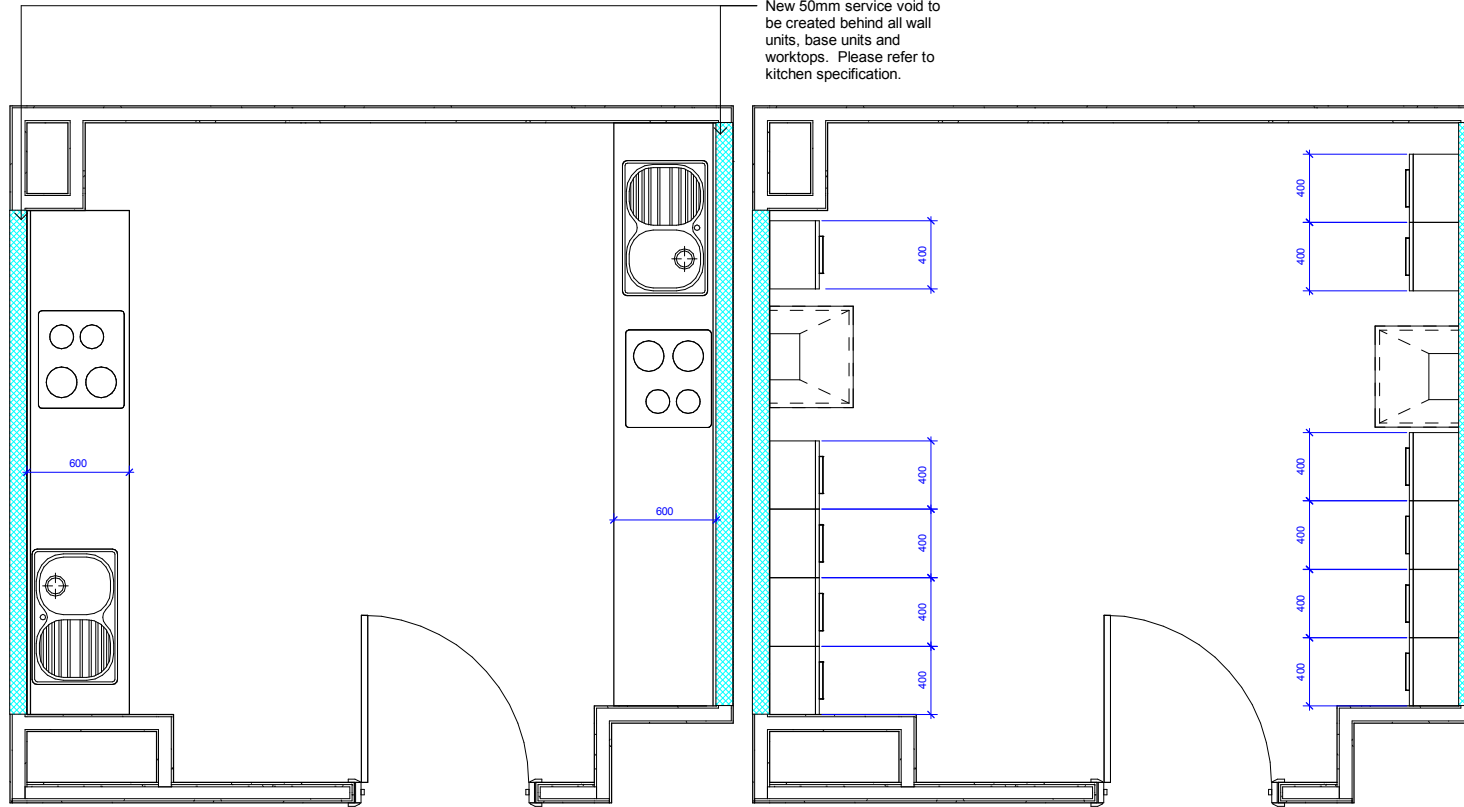 New 50mm service void to
be created behind all wall
units, base units and
worktops. Please refer to
kitchen specification.
400
400
400
400
400
400
400
600
400
400
600
400
400